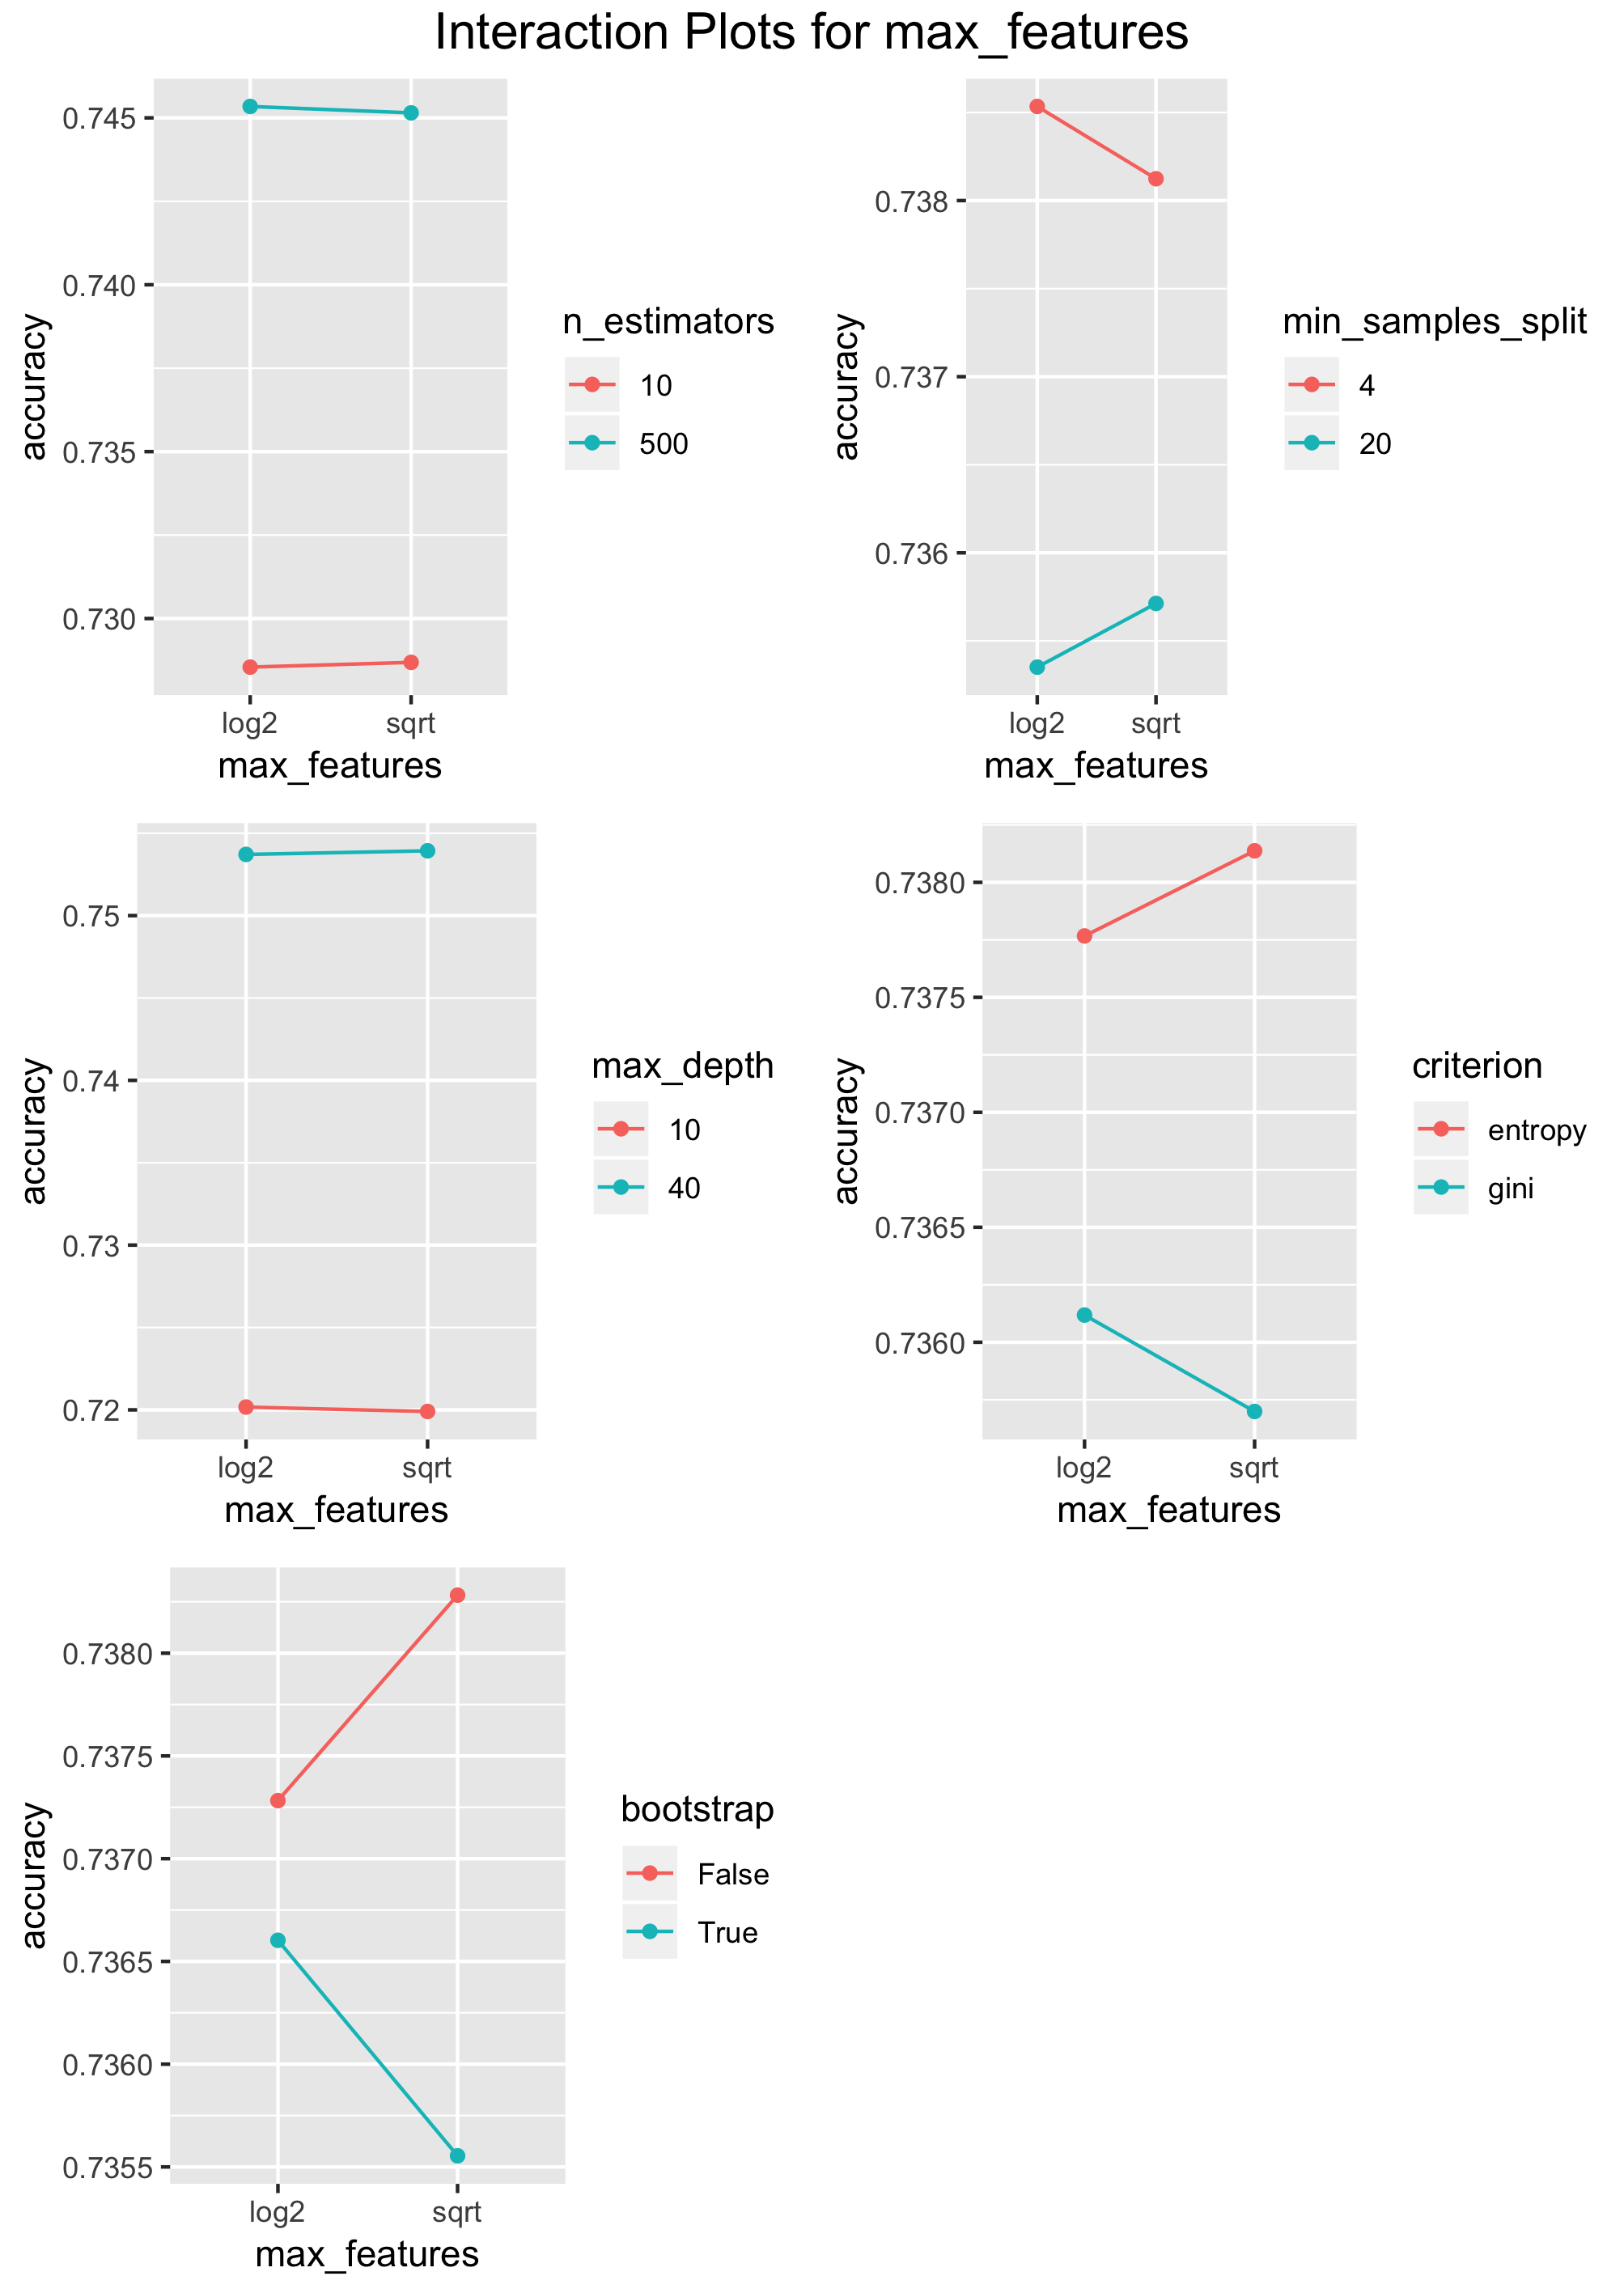 Interaction Plots for max_features
0.745
0.740
0.735
0.730
accuracy
log2 sqrt
max_features
n_estimators
10
500
0.738
0.737
0.736
accuracy
log2 sqrt
max_features
min_samples_split
4
20
0.75
0.74
0.73
0.72
accuracy
log2 sqrt
max_features
max_depth
10
40
0.7380
0.7375
0.7370
0.7365
0.7360
accuracy
log2 sqrt
max_features
criterion
entropy
gini
0.7380
0.7375
0.7370
0.7365
0.7360
0.7355
accuracy
log2 sqrt
max_features
bootstrap
False
True